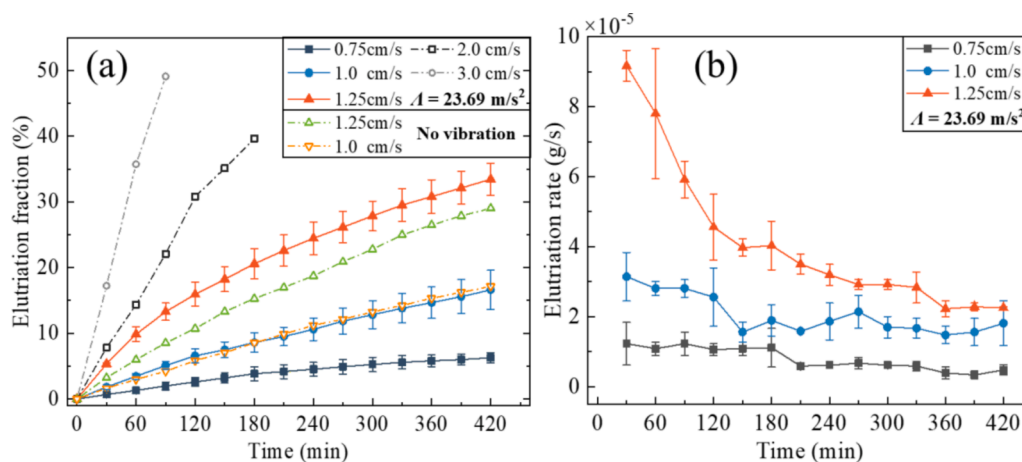 (a)
0.75cm/s 2.0 cm/s
1.0 cm/s 3.0 cm/s
1.25cm/s Λ = 23.69 m/s²
1.25cm/s
No vibration
1.0 cm/s
Elutriation fraction (%)
50
40
30
20
10
0
0 60 120 180 240 300 360 420
Time (min)
×10⁻⁵
(b)
0.75cm/s
1.0 cm/s
1.25cm/s
Λ = 23.69 m/s²
Elutriation rate (g/s)
10
8
6
4
2
0
0 60 120 180 240 300 360 420
Time (min)